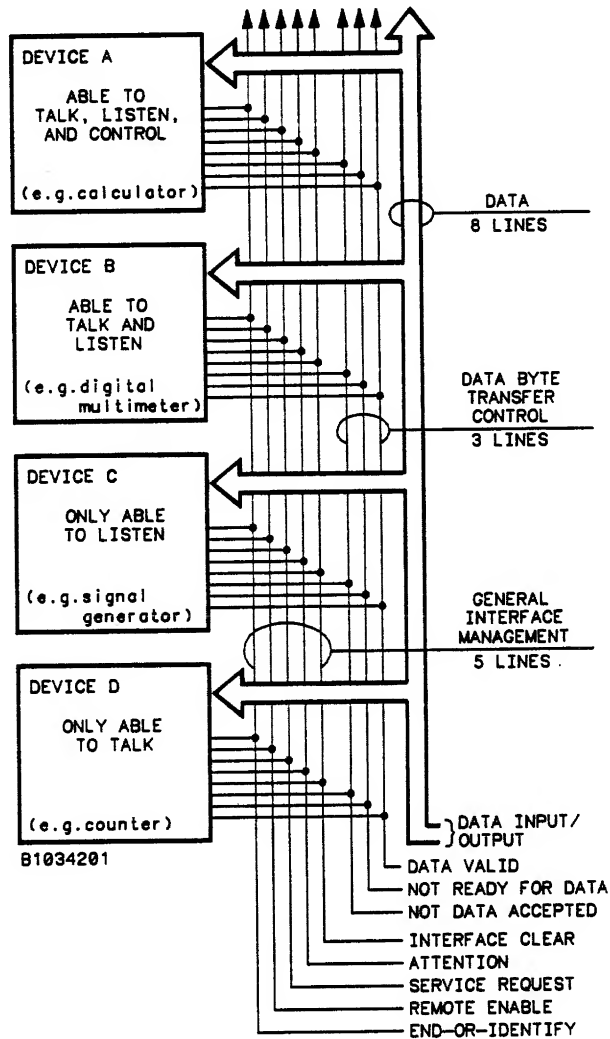 DEVICE A
ABLE TO
TALK, LISTEN,
AND CONTROL
(e.g.calculator)
DATA
8 LINES
DEVICE B
ABLE TO
TALK AND
LISTEN
(e.g.digital
multimeter)
DATA BYTE
TRANSFER
CONTROL
3 LINES
DEVICE C
ONLY ABLE
TO LISTEN
(e.g.signal
generator)
GENERAL
INTERFACE
MANAGEMENT
5 LINES
DEVICE D
ONLY ABLE
TO TALK
(e.g.counter)
B1034201
DATA INPUT/
OUTPUT
DATA VALID
NOT READY FOR DATA
NOT DATA ACCEPTED
INTERFACE CLEAR
ATTENTION
SERVICE REQUEST
REMOTE ENABLE
END-OR-IDENTIFY